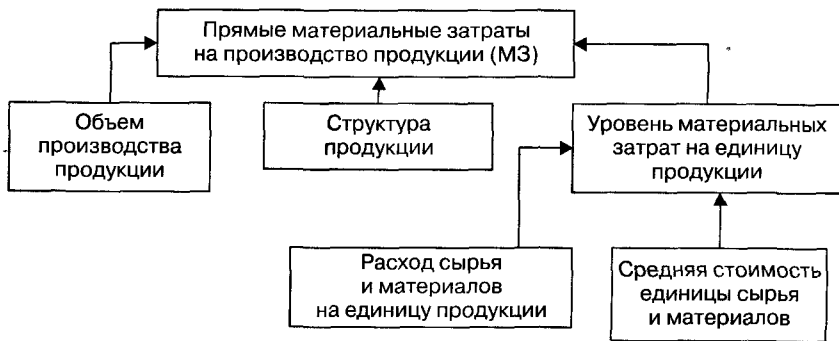 Прямые материальные затраты
на производство продукции (МЗ)
Объем
производства
продукции
Структура
продукции
Уровень материальных
затрат на единицу
продукции
Расход сырья
и материалов
на единицу продукции
Средняя стоимость
единицы сырья
и материалов